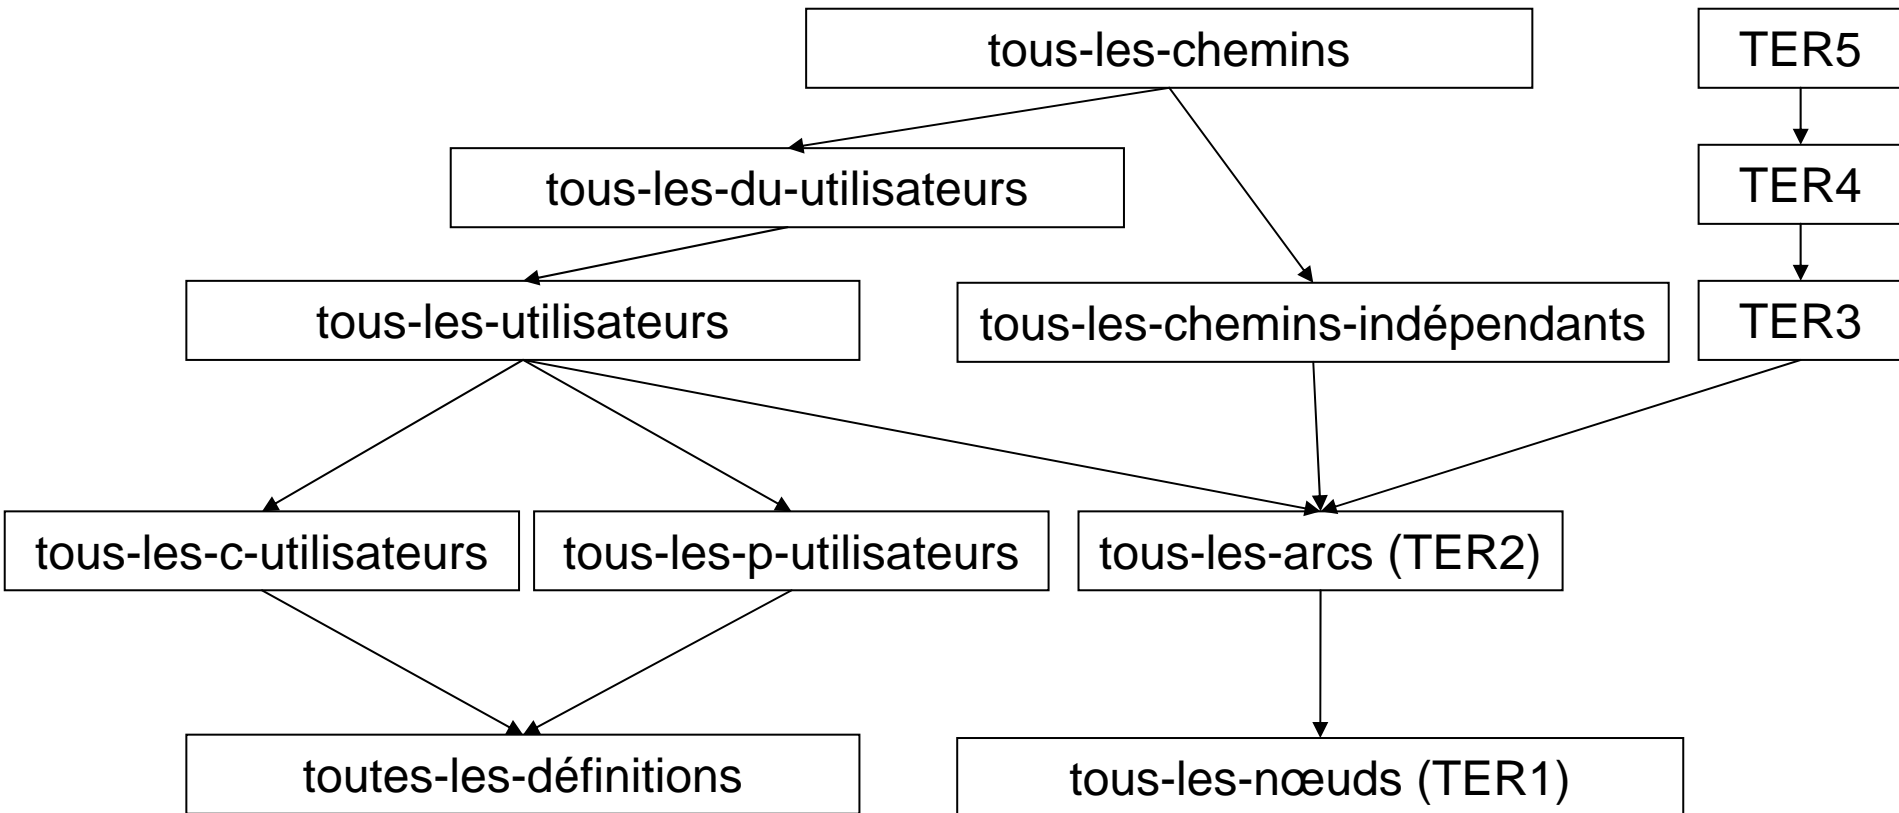 tous-les-chemins
TER5
tous-les-du-utilisateurs
TER4
tous-les-utilisateurs
tous-les-chemins-indépendants
TER3
tous-les-c-utilisateurs
tous-les-p-utilisateurs
tous-les-arcs (TER2)
toutes-les-définitions
tous-les-nœuds (TER1)